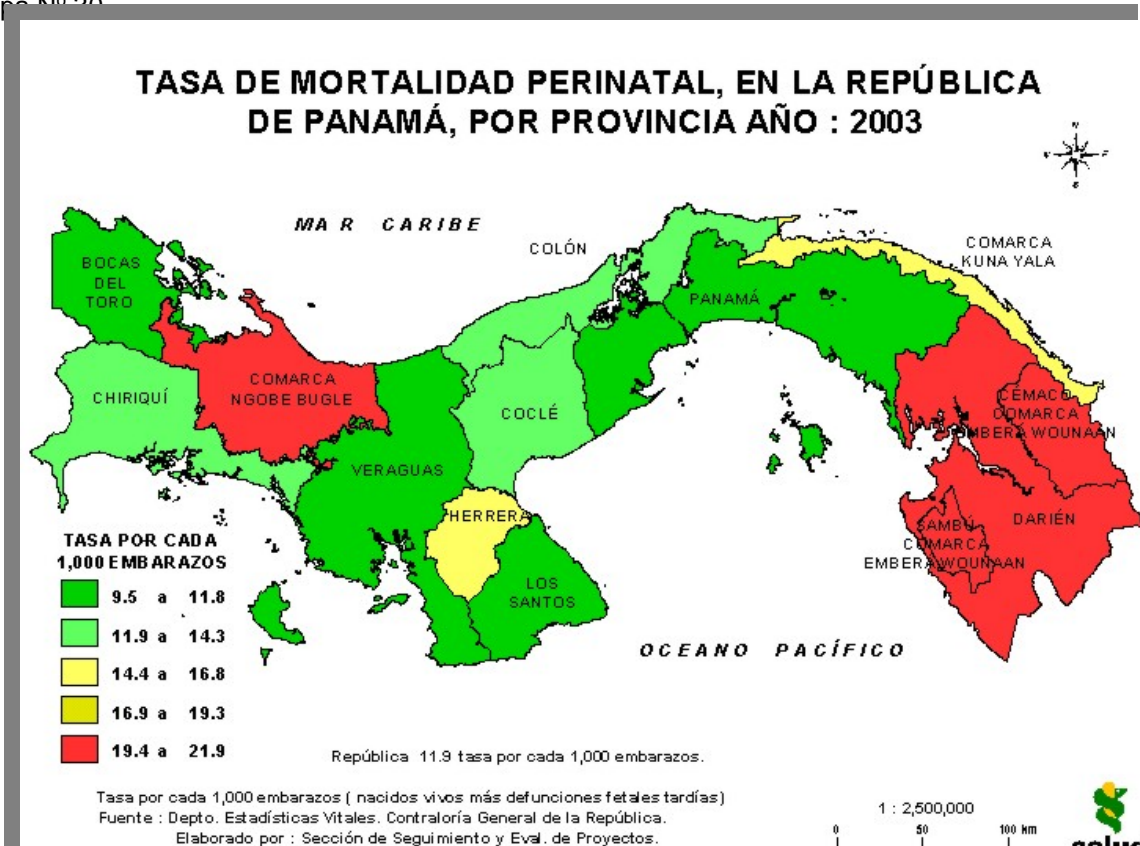 TASA DE MORTALIDAD PERINATAL, EN LA REPÚBLICA
DE PANAMÁ, POR PROVINCIA AÑO : 2003
MAR CARIBE
COLÓN
COMARCA
KUNA YALA
BOCAS
DEL
TORO
PANAMÁ
CHIRIQUÍ
COMARCA
NGOBE BUGLE
COCLÉ
CÉMACO
COMARCA
EMBERA WOUNAAN
VERAGUAS
HERRERA
SAMBÚ
COMARCA
EMBERA WOUNAAN
DARIÉN
LOS
SANTOS
OCEANO PACÍFICO
TASA POR CADA
1,000 EMBARAZOS
9.5 a 11.8
11.9 a 14.3
14.4 a 16.8
16.9 a 19.3
19.4 a 21.9
República 11.9 tasa por cada 1,000 embarazos.
Tasa por cada 1,000 embarazos ( nacidos vivos más defunciones fetales tardías)
Fuente : Depto. Estadísticas Vitales. Contraloría General de la República.
Elaborado por : Sección de Seguimiento y Eval. de Proyectos.
1 : 2,500,000
0 50 100 km